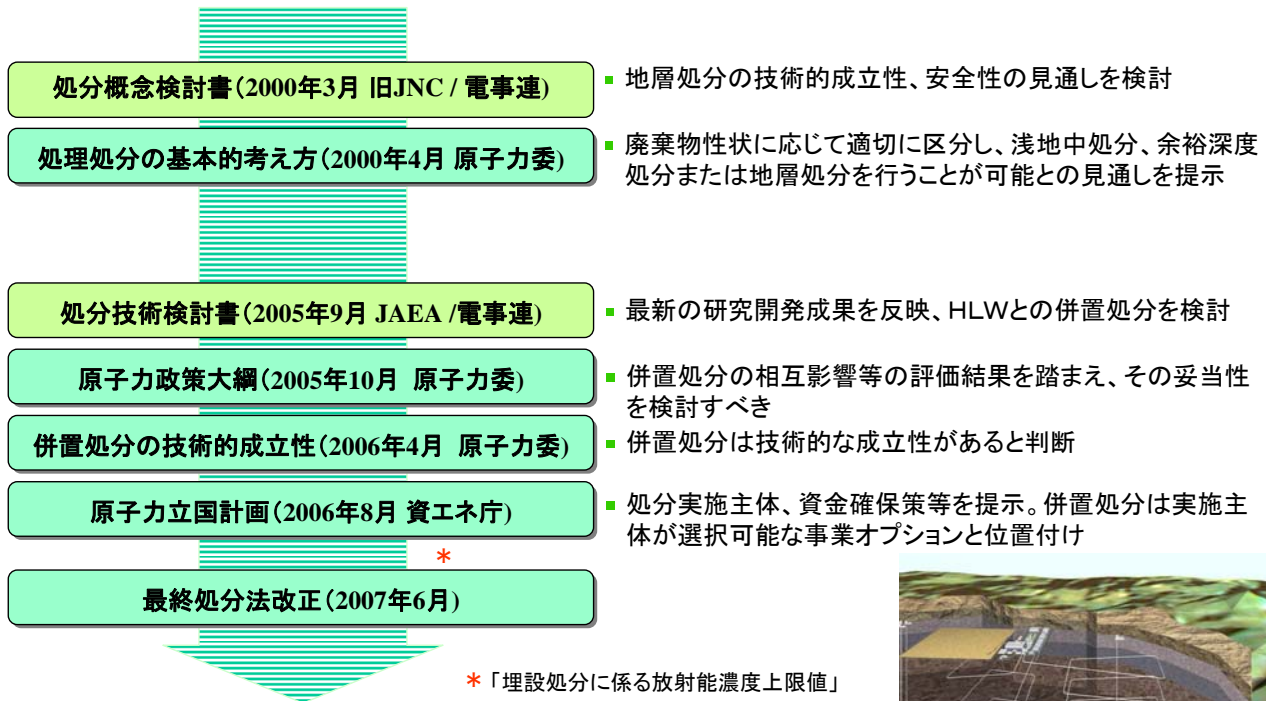 処分概念検討書(2000年3月 旧JNC / 電事連)
▪ 地層処分の技術的成立性、安全性の見通しを検討
処理処分の基本的考え方(2000年4月 原子力委)
▪ 廃棄物性状に応じて適切に区分し、浅地中処分、余裕深度
処分または地層処分を行うことが可能との見通しを提示
処分技術検討書(2005年9月 JAEA /電事連)
▪ 最新の研究開発成果を反映、HLWとの併置処分を検討
原子力政策大綱(2005年10月 原子力委)
▪ 併置処分の相互影響等の評価結果を踏まえ、その妥当性
を検討すべき
併置処分の技術的成立性(2006年4月 原子力委)
▪ 併置処分は技術的な成立性があると判断
原子力立国計画(2006年8月 資エネ庁)
▪ 処分実施主体、資金確保策等を提示。併置処分は実施主
体が選択可能な事業オプションと位置付け
*
最終処分法改正(2007年6月)
* 「埋設処分に係る放射能濃度上限値」